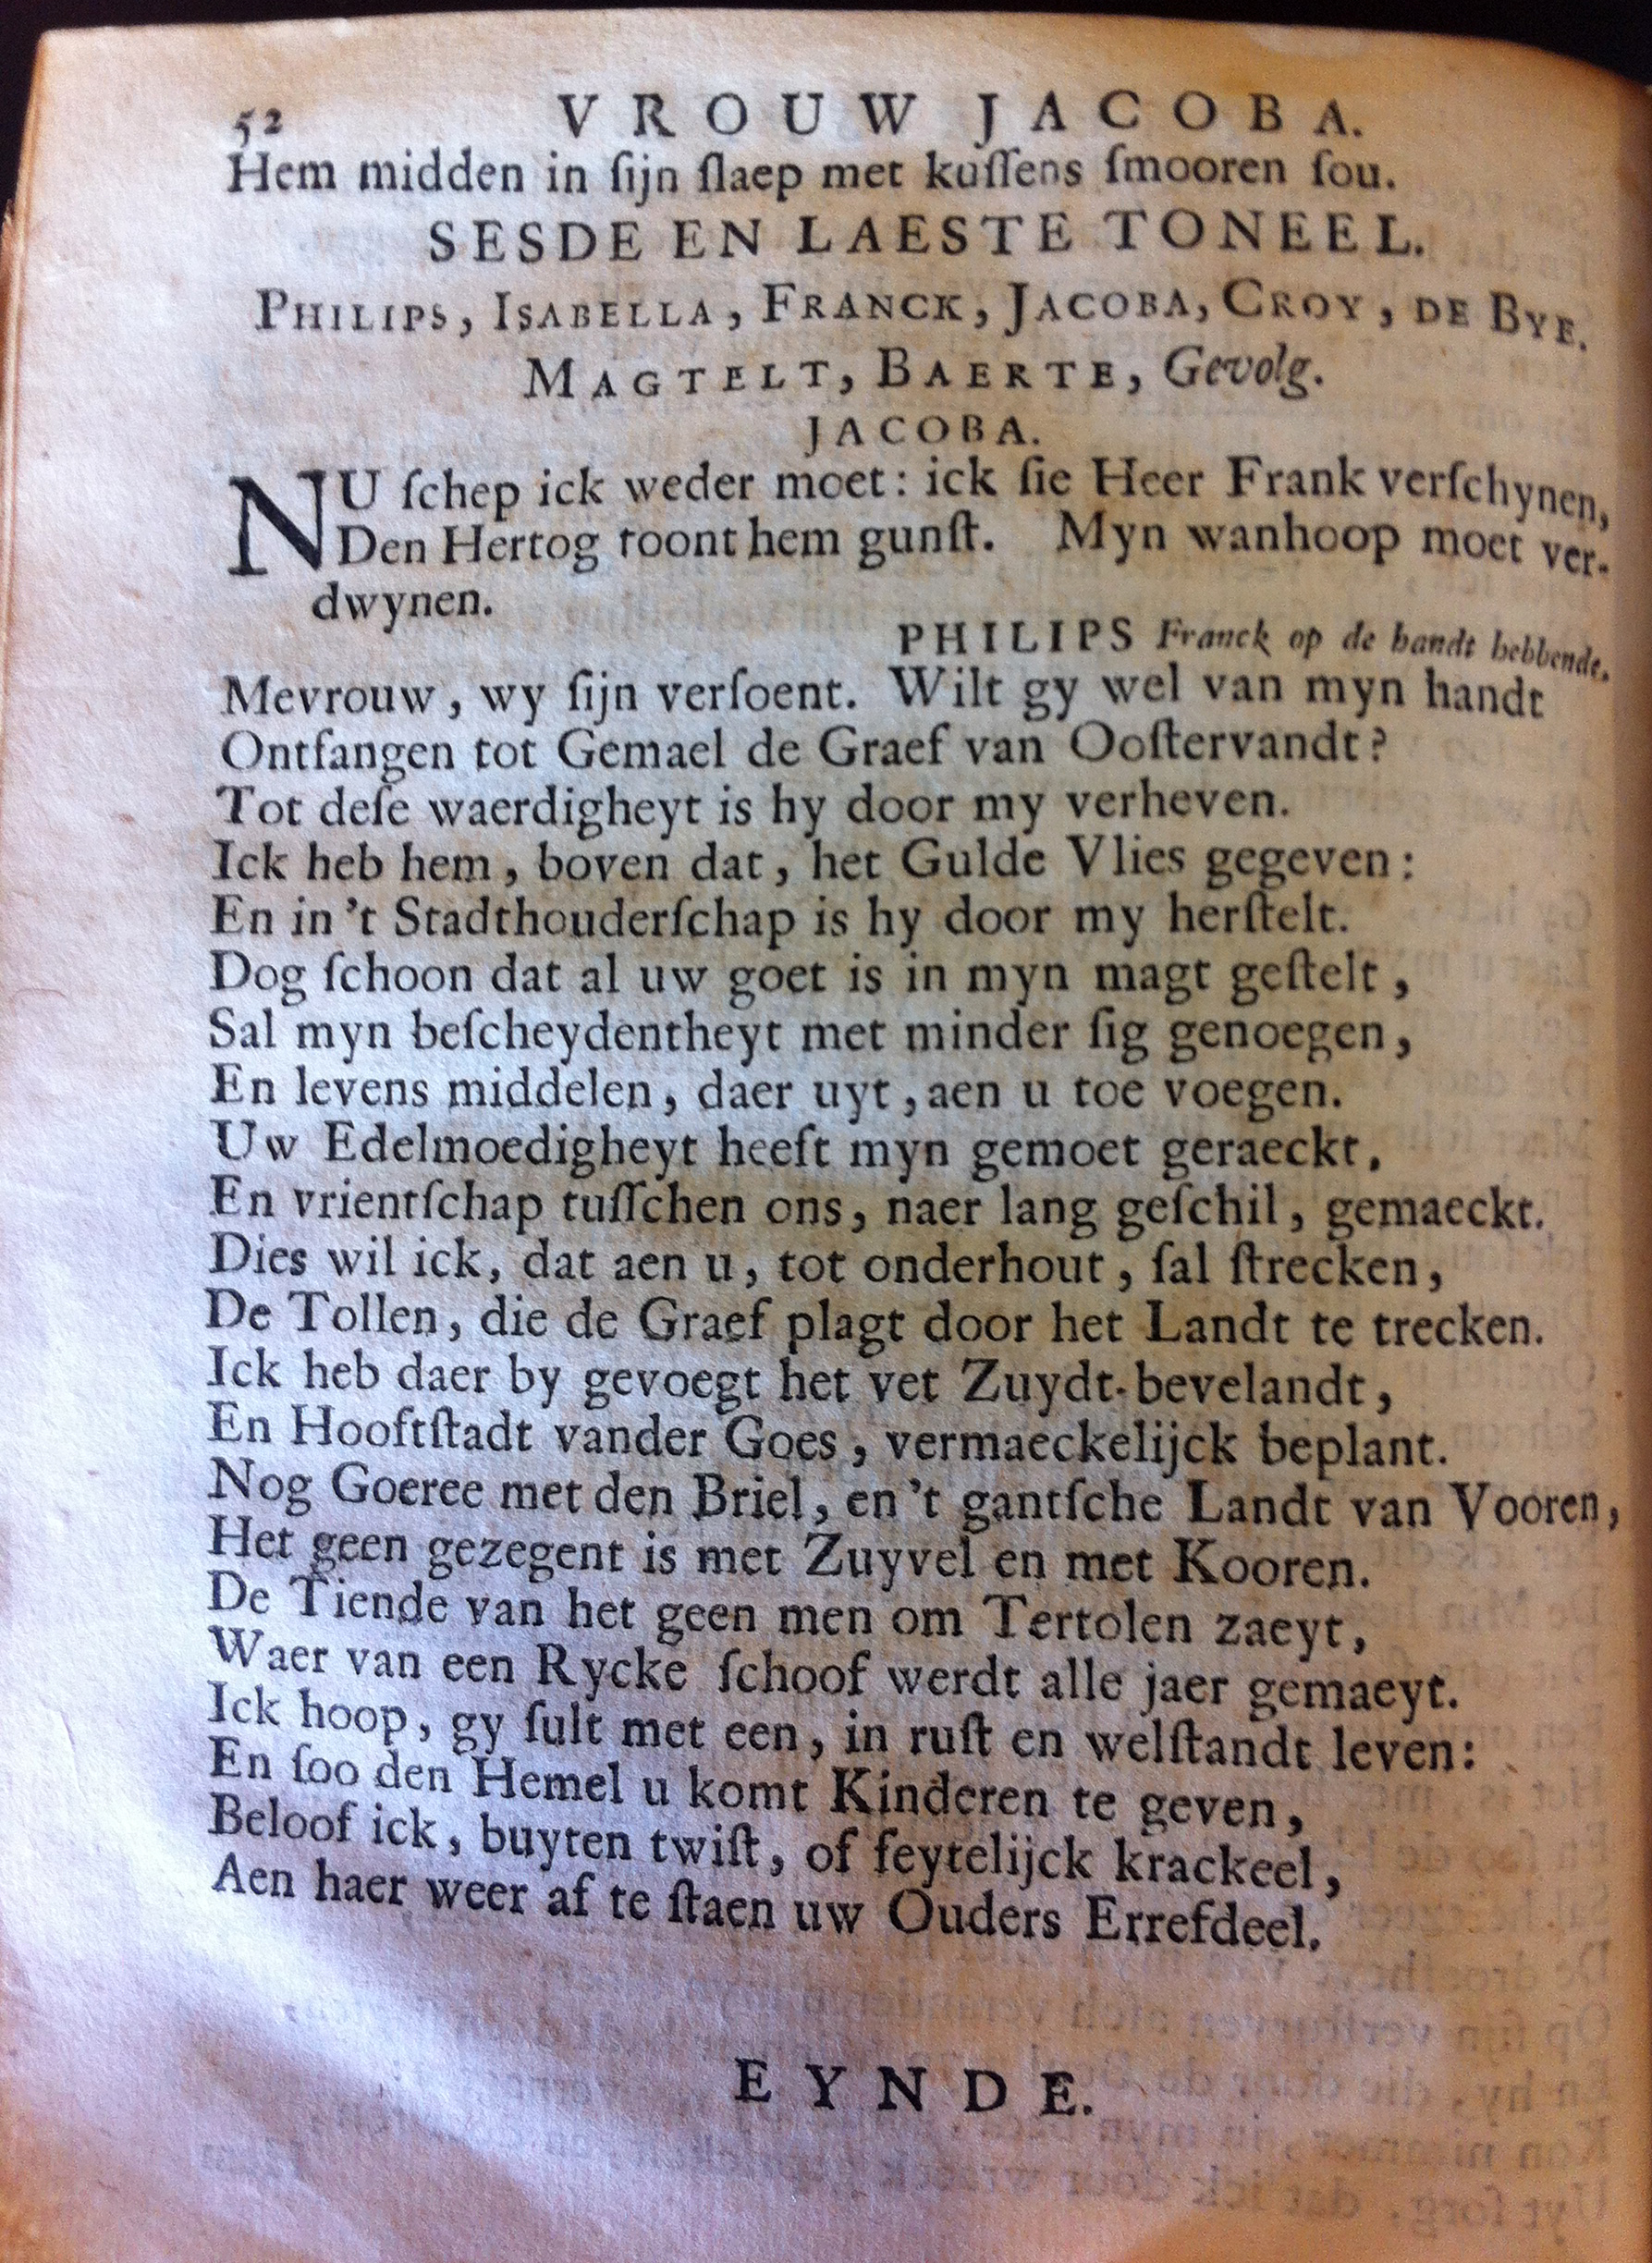 52 VROUW JACOBA.
Hem midden in ſijn ſlaep met kuſſens ſmooren ſou.
SESDE EN LAESTE TONEEL.
PHILIPS, ISABELLA, FRANCK, JACOBA, CROY, DE BYE.
MAGTELT, BAERTE, Gevolg.
JACOBA.
NU ſchep ick weder moet: ick ſie Heer Frank verſchynen,
Den Hertog toont hem gunſt. Myn wanhoop moet ver-
dwynen.
PHILIPS Franck op de handt hebbende.
Mevrouw, wy ſijn verſoent. Wilt gy wel van myn handt
Ontfangen tot Gemael de Graef van Ooſtervandt?
Tot deſe waerdigheyt is hy door my verheven.
Ick heb hem, boven dat, het Gulde Vlies gegeven:
En in 't Stadthouderſchap is hy door my herſtelt.
Dog ſchoon dat al uw goet is in myn magt geſtelt,
Sal myn beſcheydentheyt met minder ſig genoegen,
En levens middelen, daer uyt, aen u toe voegen.
Uw Edelmoedigheyt heeft myn gemoet geraeckt,
En vrientſchap tuſſchen ons, naer lang geſchil, gemaeckt.
Dies wil ick, dat aen u, tot onderhout, ſal ſtrecken,
De Tollen, die de Graef plagt door het Landt te trecken.
Ick heb daer by gevoegt het vet Zuydt-bevelandt,
En Hooftſtadt vander Goes, vermaeckelijck beplant.
Nog Goeree met den Briel, en 't gantſche Landt van Vooren,
Het geen gezegent is met Zuyvel en met Kooren.
De Tiende van het geen men om Tertolen zaeyt,
Waer van een Rycke ſchoof werdt alle jaer gemaeyt.
Ick hoop, gy ſult met een, in ruſt en welſtandt leven:
En ſoo den Hemel u komt Kinderen te geven,
Beloof ick, buyten twiſt, of feytelijck krackeel,
Aen haer weer af te ſtaen uw Ouders Errefdeel.
EYNDE.